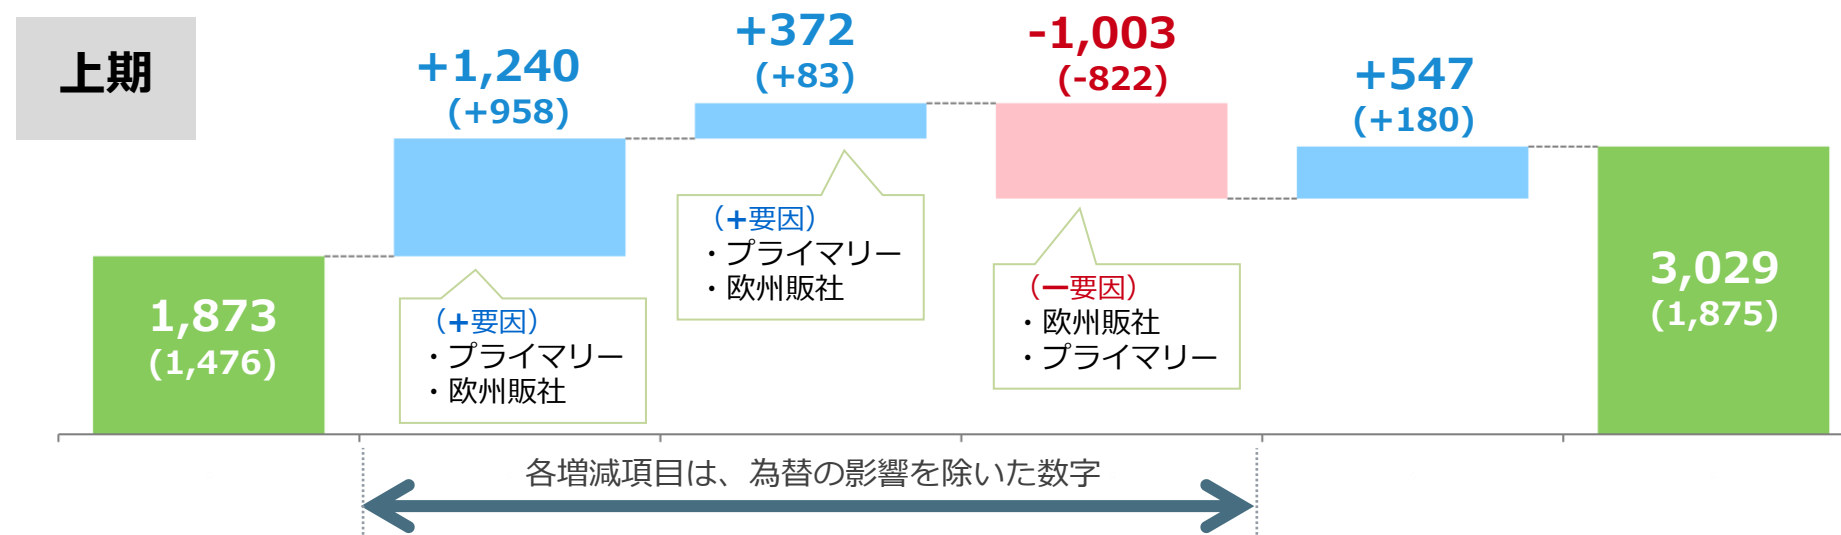 上期
+1,240
(+958)
+372
(+83)
-1,003
(-822)
+547
(+180)
1,873
(1,476)
（+要因）
・プライマリー
・欧州販社
（+要因）
・プライマリー
・欧州販社
（ー要因）
・欧州販社
・プライマリー
3,029
(1,875)
各増減項目は、為替の影響を除いた数字